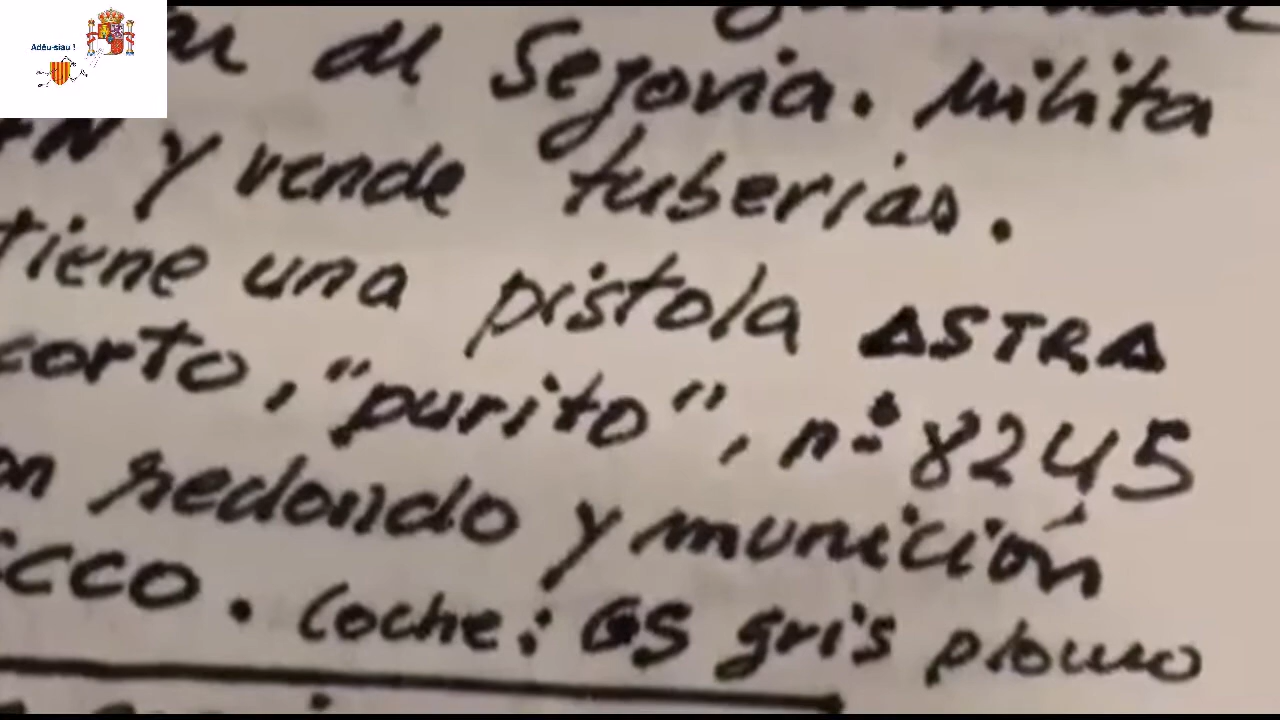 Adéu-siau !
de Segovia. Milita
y vende tuberías.
tiene una pistola ASTRA
corto, "purito", nº 8245
redondo y munición
Coche: GS gris plomo